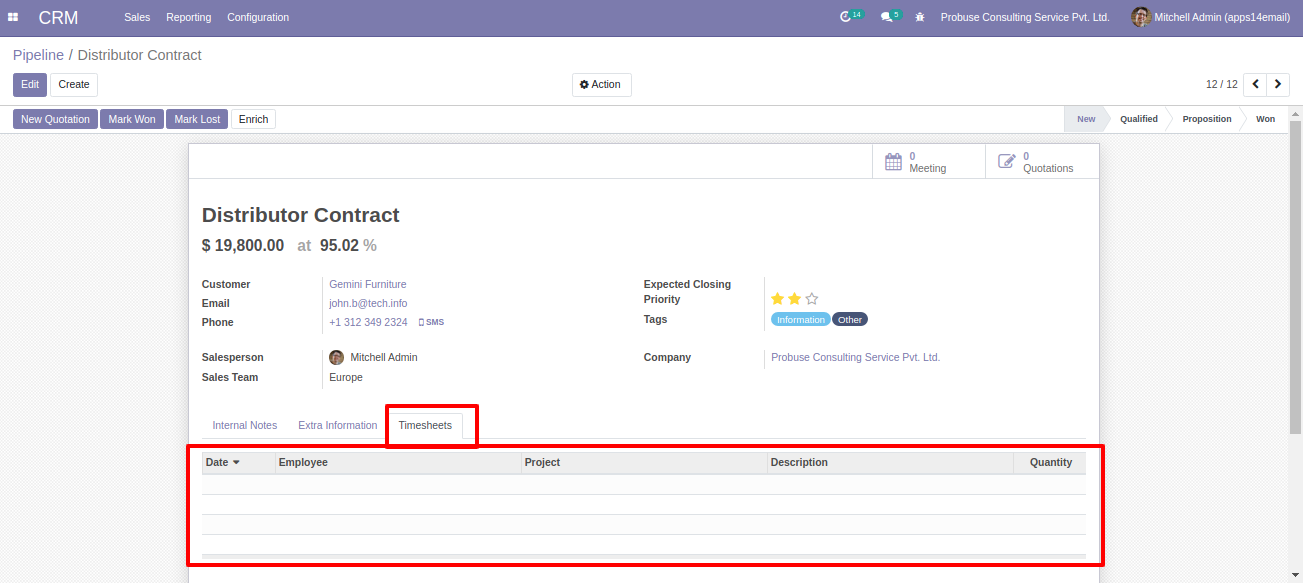 CRM Sales Reporting Configuration 14 5 Probuse Consulting Service Pvt. Ltd. Mitchell Admin (apps14email)
Pipeline / Distributor Contract
Edit Create Action 12 / 12
New Quotation Mark Won Mark Lost Enrich New Qualified Proposition Won
0 Meeting
0 Quotations
Distributor Contract
$ 19,800.00 at 95.02 %
Customer Gemini Furniture
Email john.b@tech.info
Phone +1 312 349 2324 SMS
Expected Closing
Priority
Tags Information Other
Salesperson Mitchell Admin
Sales Team Europe
Company Probuse Consulting Service Pvt. Ltd.
Internal Notes Extra Information Timesheets
Date Employee Project Description Quantity